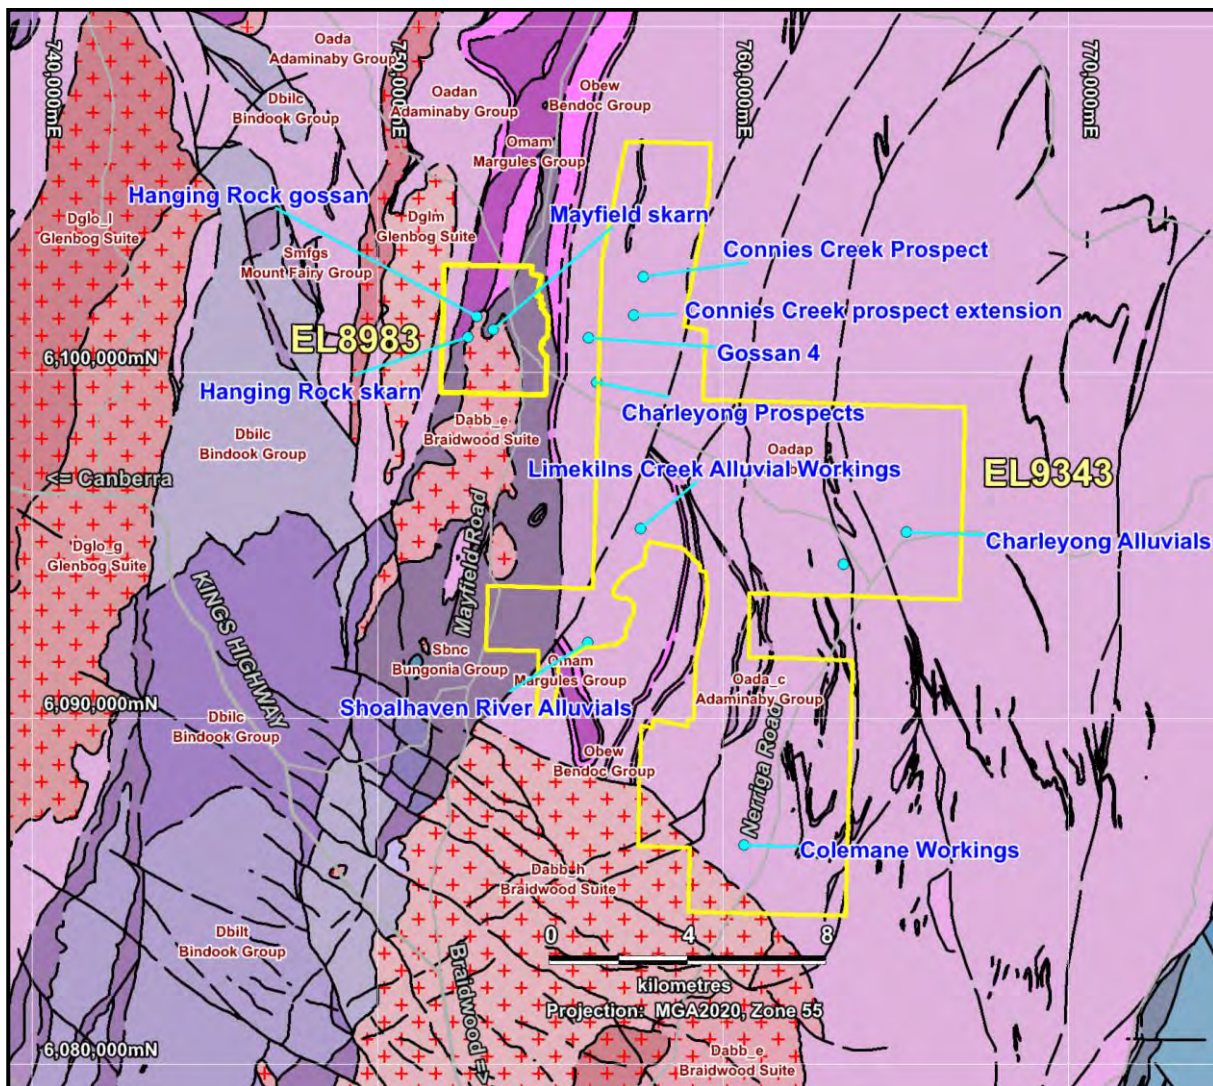 740,000mE
750,000mE
760,000mE
770,000mE
Oada
Adaminaby Group
Dbilc
Bindook Group
Oadan
Adaminaby Group
Obew
Bendoc Group
Omam
Margules Group
Hanging Rock gossan
Mayfield skarn
Dglo_l
Glenbog Suite
Dglm
Glenbog Suite
Smfgs
Mount Fairy Group
Connies Creek Prospect
Connies Creek prospect extension
EL8983
6,100,000mN
Gossan 4
Hanging Rock skarn
Charleyong Prospects
Dabb_e
Braidwood Suite
Dbilc
Bindook Group
Oadap
Limekilns Creek Alluvial Workings
EL9343
<= Canberra
Charleyong Alluvials
Dglo_g
Glenbog Suite
KINGS HIGHWAY
Mayfield Road
Sbnc
Bungonia Group
Omam
Margules Group
Oada_c
Adaminaby Group
Shoalhaven River Alluvials
6,090,000mN
Dbilc
Bindook Group
Obew
Bendoc Group
Nerriga Road
Colemane Workings
Dabb_h
Braidwood Suite
Dbilt
Bindook Group
0 4 8
kilometres
Projection: MGA2020, Zone 55
Braidwood =>
6,080,000mN
Dabb_e
Braidwood Suite